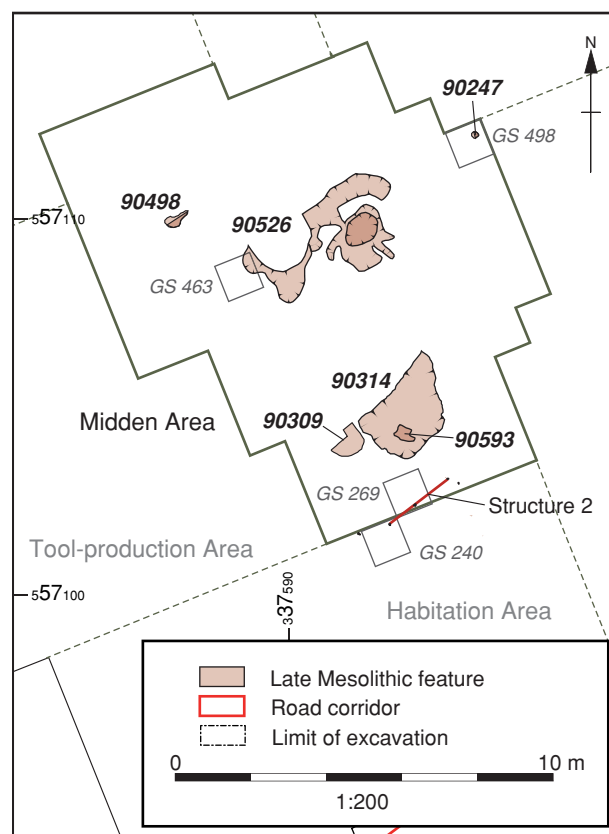 N
90247
GS 498
90498
90526
557110
GS 463
90314
90309
90593
Midden Area
GS 269
Structure 2
Tool-production Area
GS 240
557100
337590
Habitation Area
Late Mesolithic feature
Road corridor
Limit of excavation
0 10 m
1:200